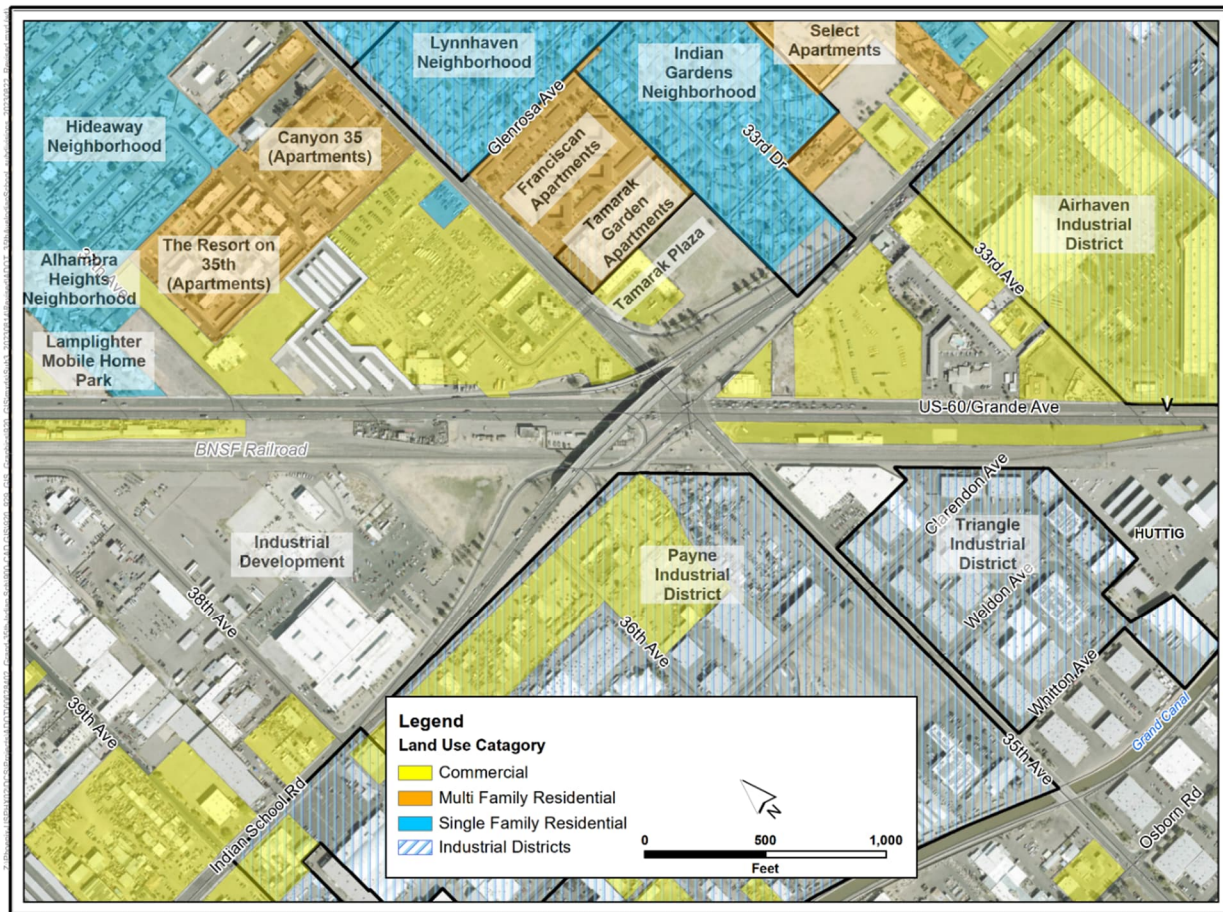 Lynnhaven
Neighborhood
Indian
Gardens
Neighborhood
Select
Apartments
Hideaway
Neighborhood
Canyon 35
(Apartments)
Glenrosa Ave
Franciscan
Apartments
33rd Dr
Tamarak
Garden
Apartments
Tamarak Plaza
Airhaven
Industrial
District
33rd Ave
The Resort on
35th
(Apartments)
Alhambra
Heights
Neighborhood
Lamplighter
Mobile Home
Park
US-60/Grande Ave
V
BNSF Railroad
Industrial
Development
38th Ave
39th Ave
Indian School Rd
Payne
Industrial
District
36th Ave
Clarendon Ave
Triangle
Industrial
District
Weldon Ave
Whitton Ave
HUTTIG
Grand Canal
35th Ave
Osborn Rd
Legend
Land Use Catagory
Commercial
Multi Family Residential
Single Family Residential
Industrial Districts
N
0 500 1,000
Feet